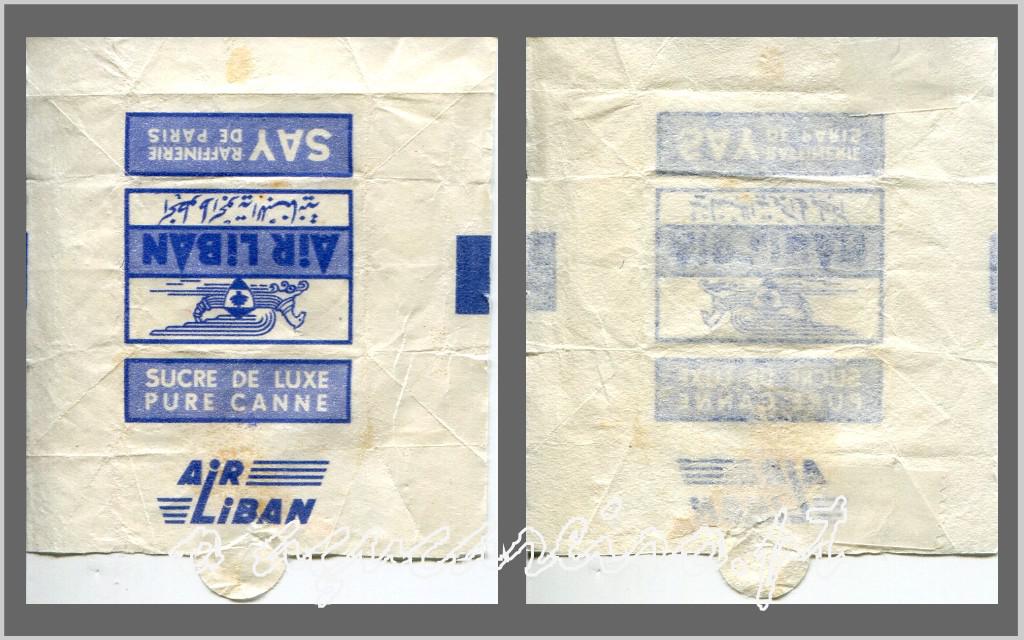 SAY RAFFINERIE
DE PARIS
AiR LiBAN
SUCRE DE LUXE
PURE CANNE
AiR
LiBAN